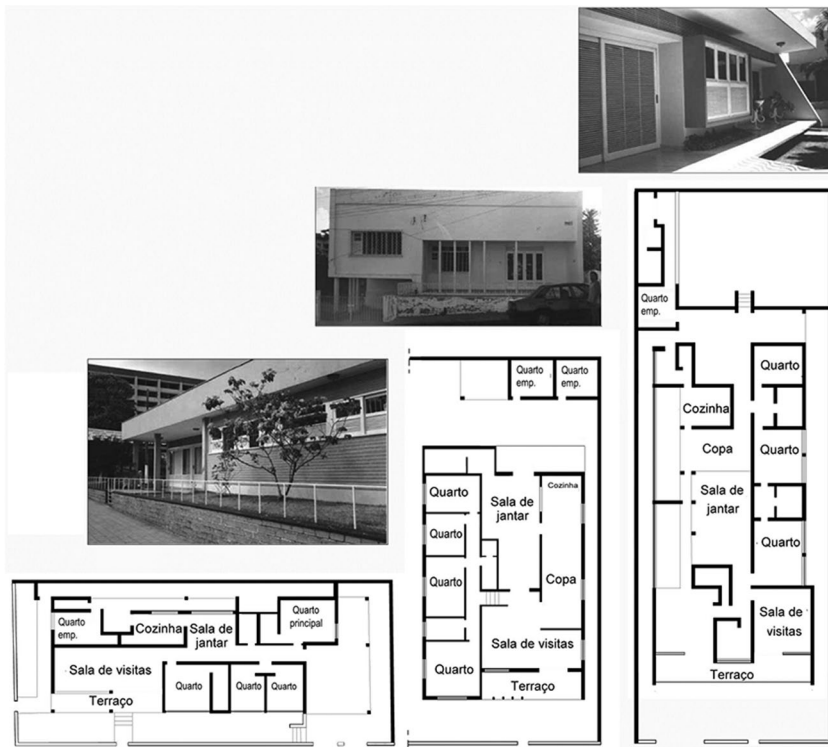 Quarto
emp.
Cozinha
Sala de
jantar
Quarto
principal
Sala de visitas
Quarto
Quarto
Quarto
Terraço
Quarto
emp.
Quarto
emp.
Quarto
Sala de
jantar
Cozinha
Quarto
Quarto
Copa
Sala de visitas
Quarto
Terraço
Quarto
emp.
Quarto
Cozinha
Copa
Quarto
Sala de
jantar
Quarto
Sala de
visitas
Terraço